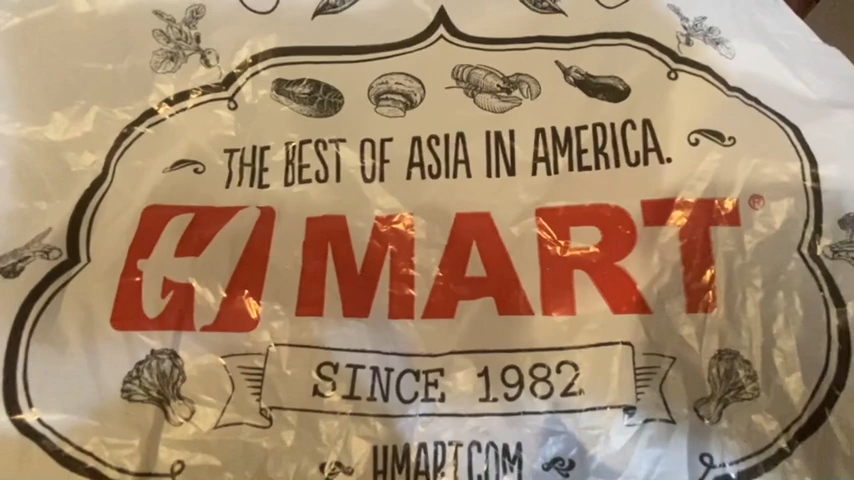 THE BEST OF ASIA IN AMERICA.
H MART®
SINCE 1982
HMART.COM